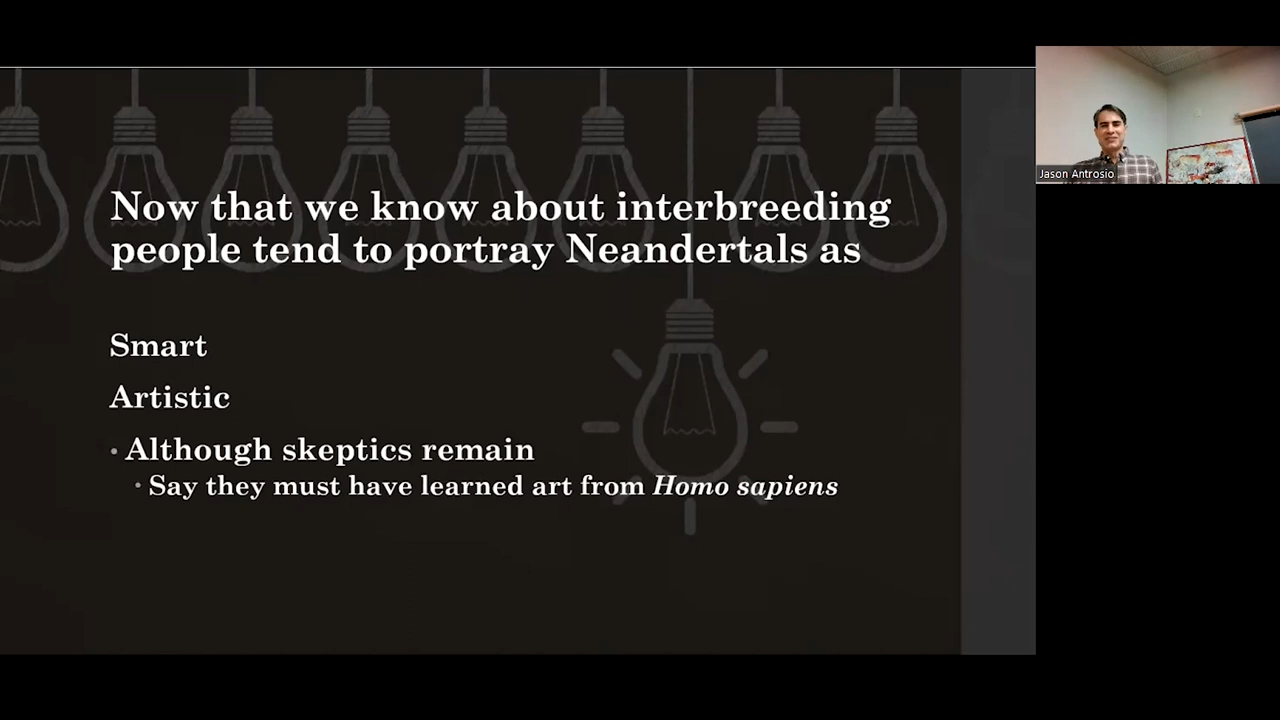 Now that we know about interbreeding
people tend to portray Neandertals as
Smart
Artistic
• Although skeptics remain
• Say they must have learned art from Homo sapiens
Jason Antrosio